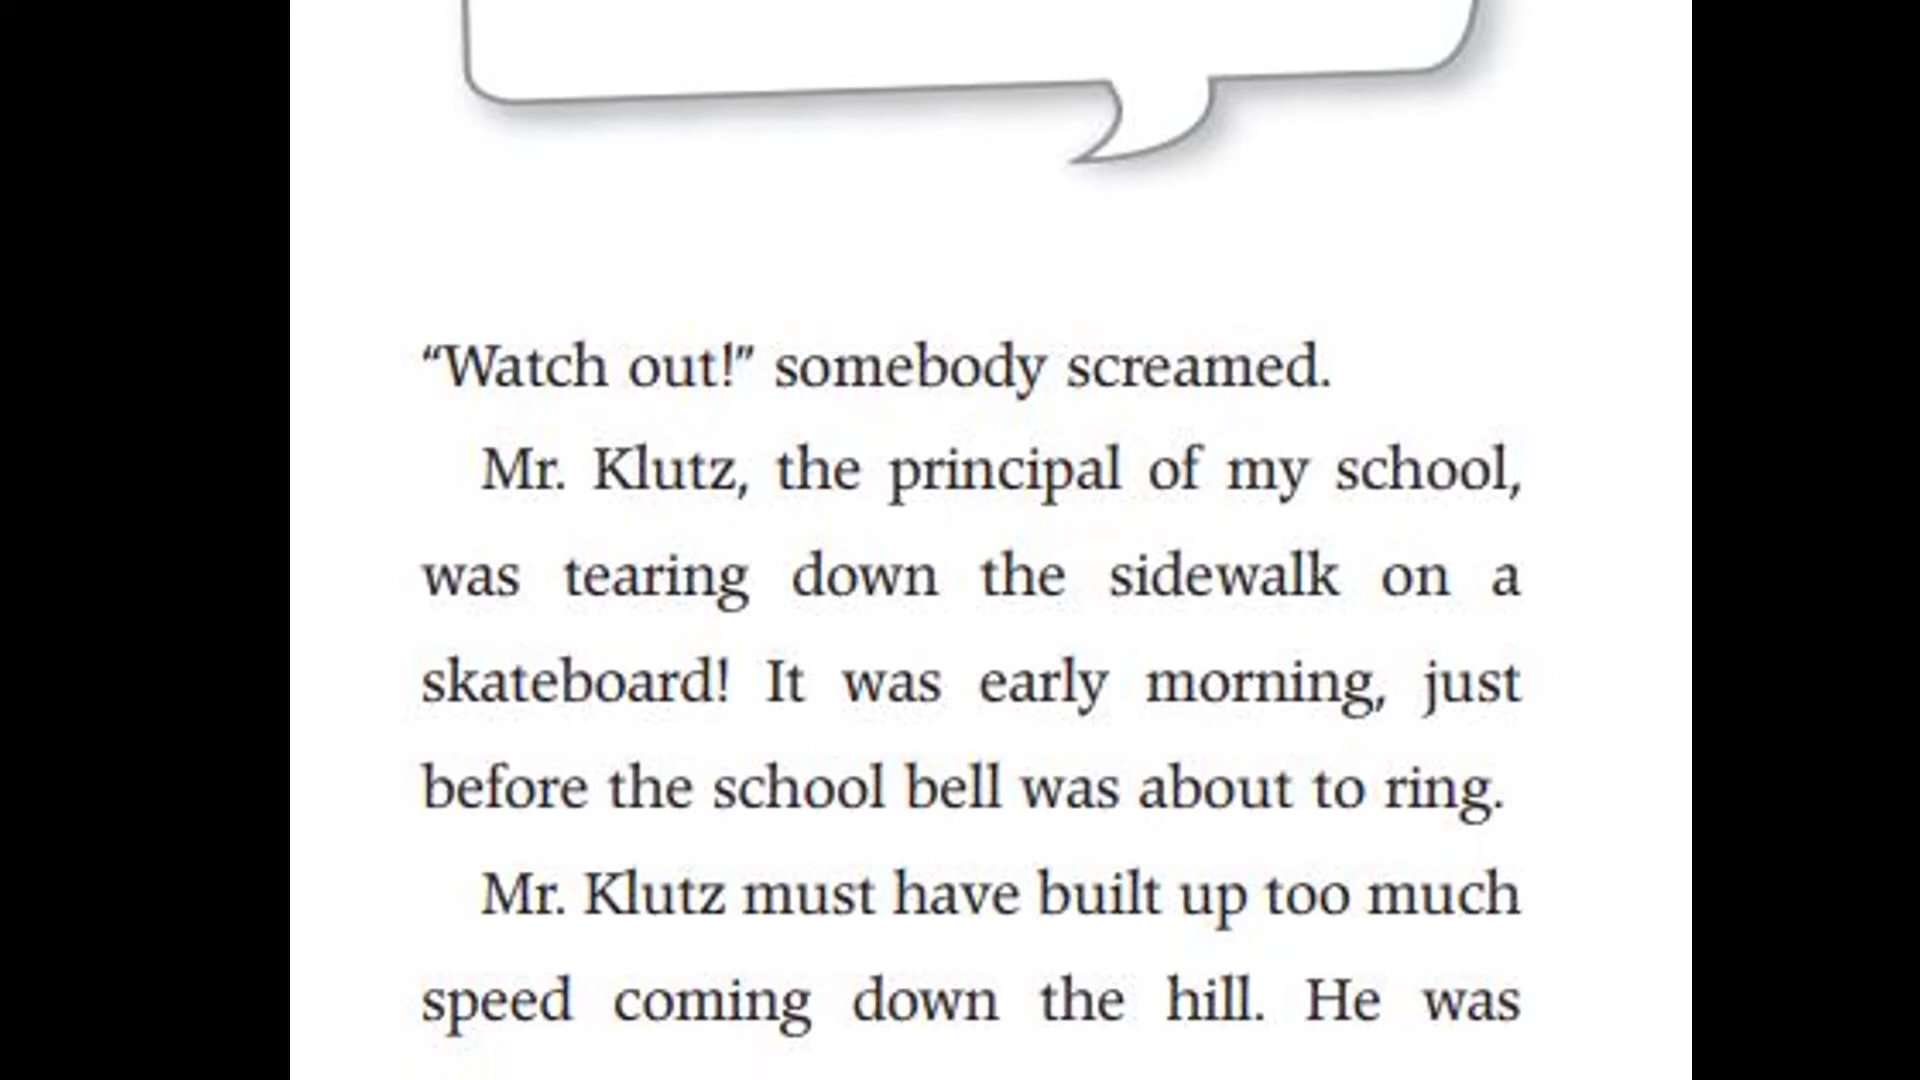 “Watch out!” somebody screamed.
Mr. Klutz, the principal of my school,
was tearing down the sidewalk on a
skateboard! It was early morning, just
before the school bell was about to ring.
Mr. Klutz must have built up too much
speed coming down the hill. He was